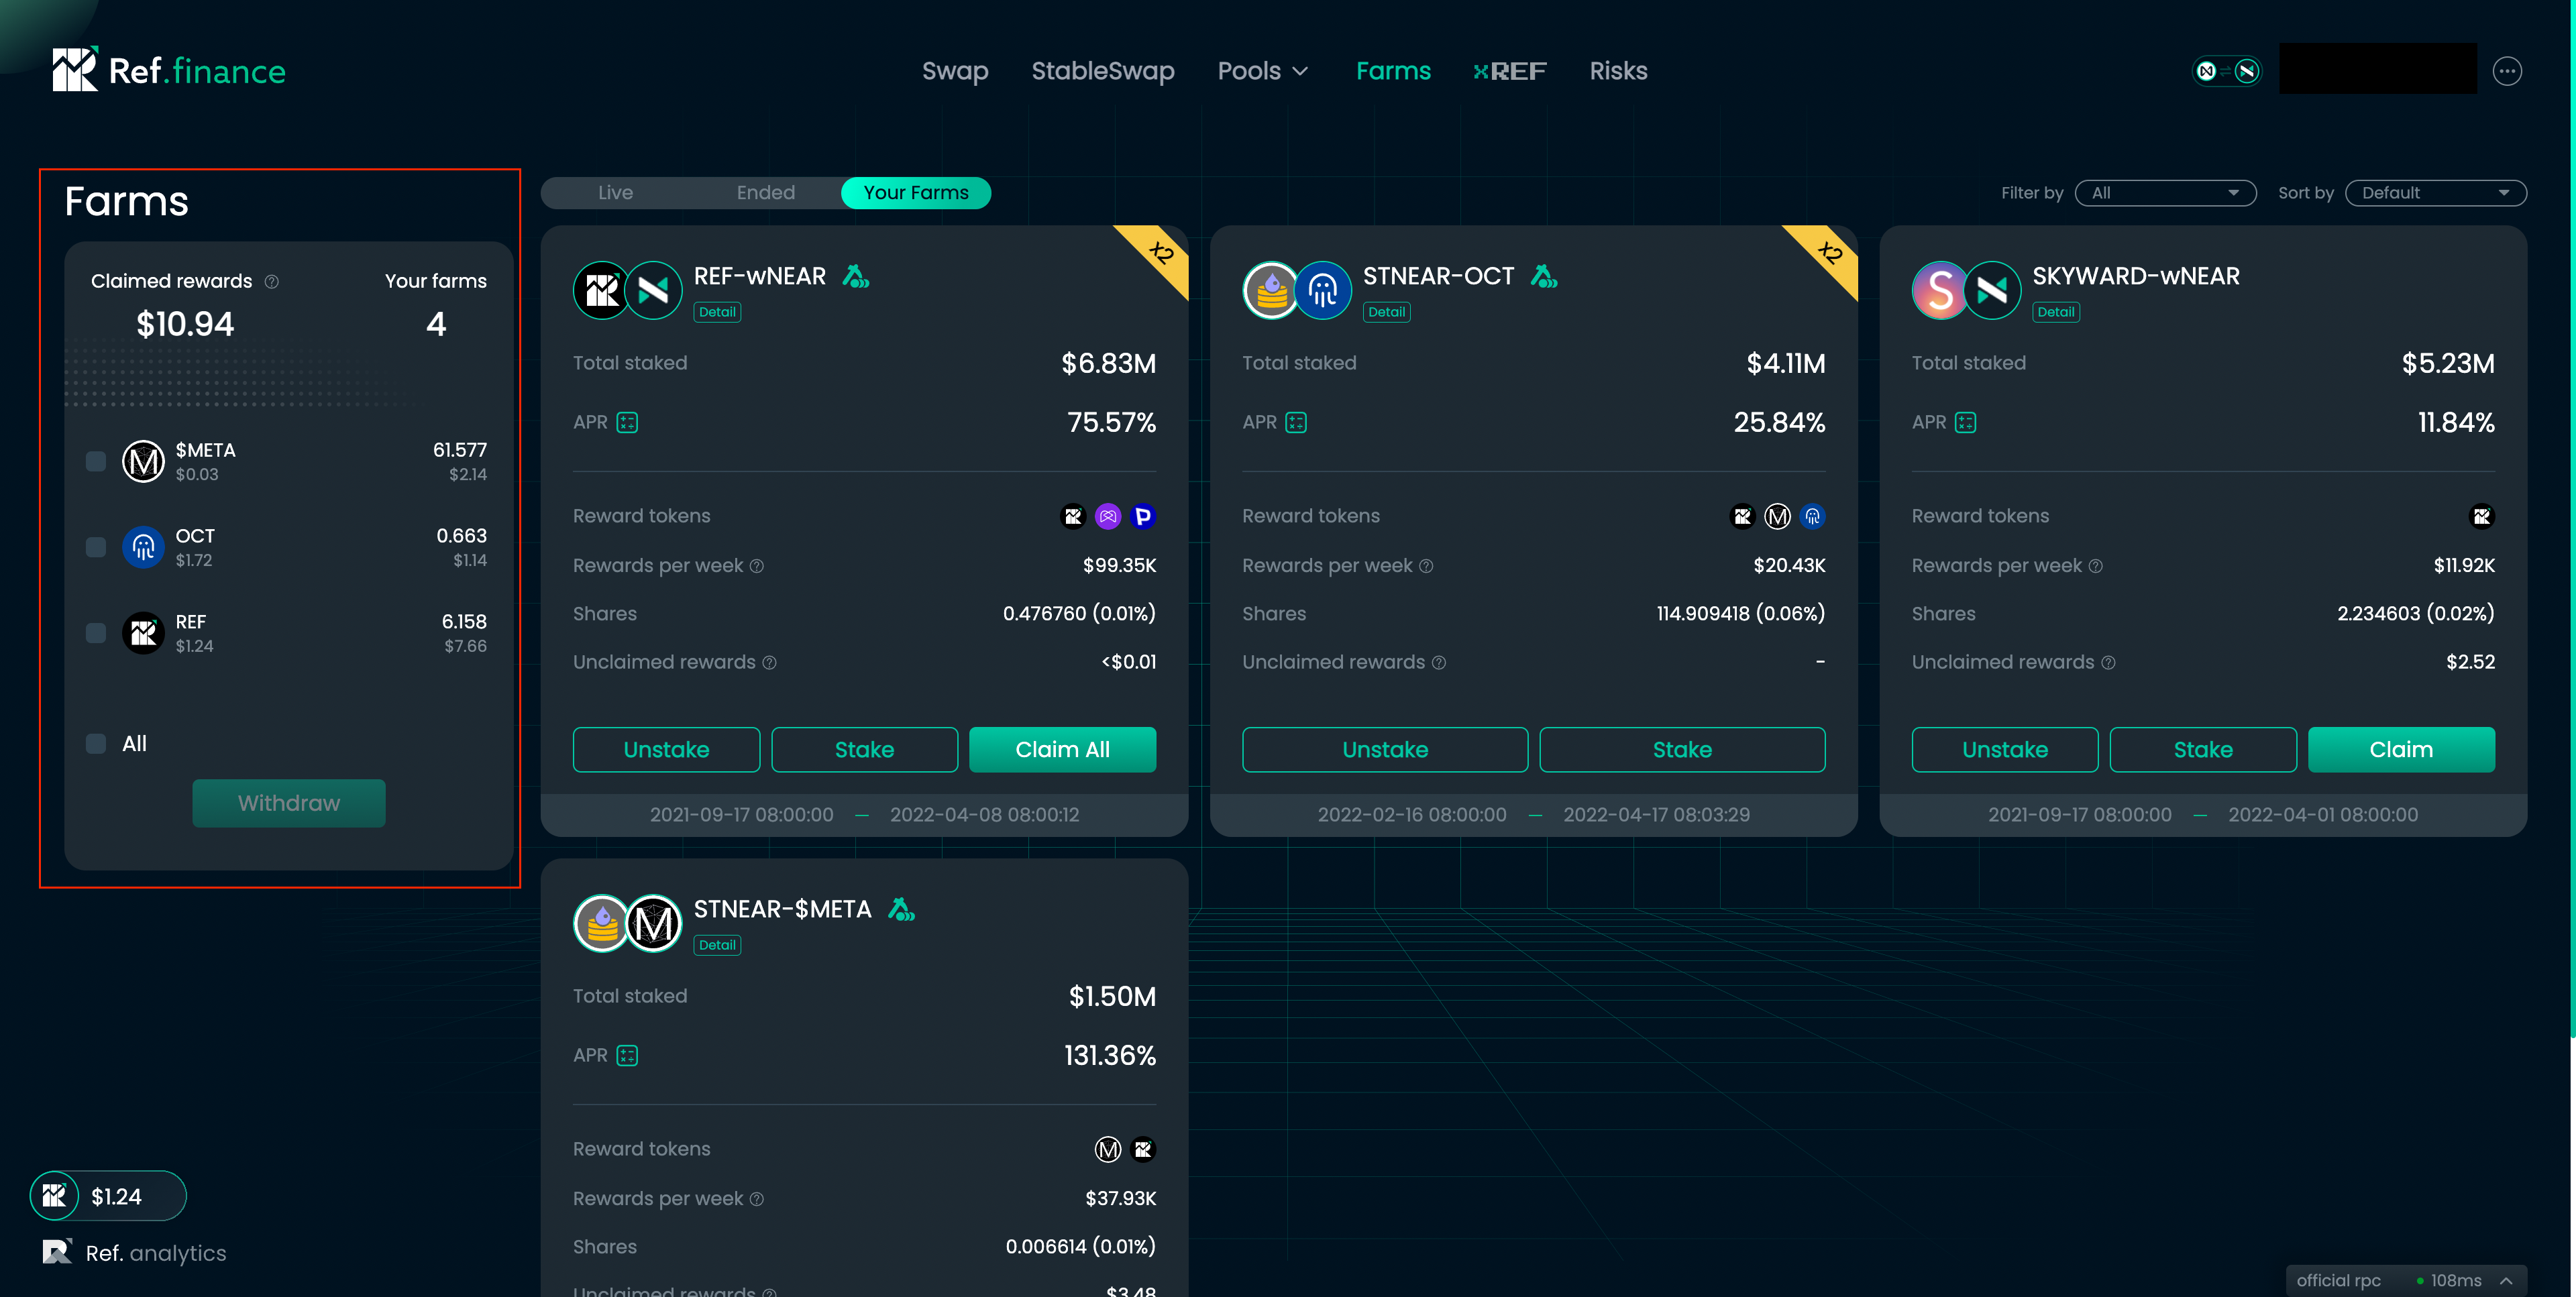 Ref.finance
Swap
StableSwap
Pools
Farms
xREF
Risks
Farms
Claimed rewards
Your farms
$10.94
4
$META
61.577
$0.03
$2.14
OCT
0.663
$1.72
$1.14
REF
6.158
$1.24
$7.66
All
Withdraw
Live
Ended
Your Farms
Filter by
All
Sort by
Default
x2
REF-wNEAR
Detail
Total staked
$6.83M
APR
75.57%
Reward tokens
Rewards per week
$99.35K
Shares
0.476760 (0.01%)
Unclaimed rewards
<$0.01
Unstake
Stake
Claim All
2021-09-17 08:00:00 — 2022-04-08 08:00:12
x2
STNEAR-OCT
Detail
Total staked
$4.11M
APR
25.84%
Reward tokens
Rewards per week
$20.43K
Shares
114.909418 (0.06%)
Unclaimed rewards
-
Unstake
Stake
2022-02-16 08:00:00 — 2022-04-17 08:03:29
SKYWARD-wNEAR
Detail
Total staked
$5.23M
APR
11.84%
Reward tokens
Rewards per week
$11.92K
Shares
2.234603 (0.02%)
Unclaimed rewards
$2.52
Unstake
Stake
Claim
2021-09-17 08:00:00 — 2022-04-01 08:00:00
STNEAR-$META
Detail
Total staked
$1.50M
APR
131.36%
Reward tokens
Rewards per week
$37.93K
Shares
0.006614 (0.01%)
Unclaimed rewards
$3.48
$1.24
Ref. analytics
official rpc
108ms